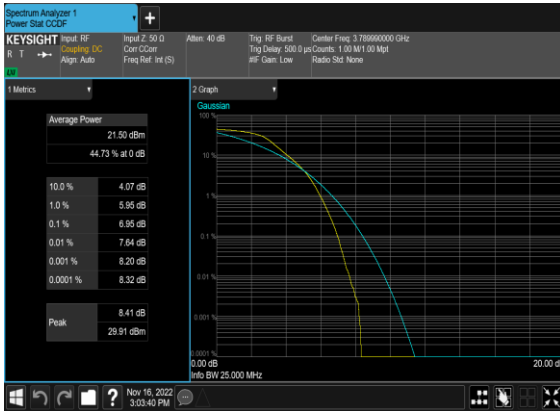 Spectrum Analyzer 1
Power Stat CCDF
+
KEYSIGHT
R T
LXI
Input: RF
Coupling: DC
Align: Auto
Input Z: 50 Ω
Corr CCorr
Freq Ref: Int (S)
Atten: 40 dB
Trig: RF Burst
Trig Delay: 500.0 µs
#IF Gain: Low
Center Freq: 3.789990000 GHz
Counts: 1.00 M/1.00 Mpt
Radio Std: None
1 Metrics
Average Power
21.50 dBm
44.73 % at 0 dB
10.0 % 4.07 dB
1.0 % 5.95 dB
0.1 % 6.95 dB
0.01 % 7.64 dB
0.001 % 8.20 dB
0.0001 % 8.32 dB
Peak
8.41 dB
29.91 dBm
2 Graph
Gaussian
100 %
10 %
1 %
0.1 %
0.01 %
0.001 %
0.0001 %
0.00 dB
20.00 d
Info BW 25.000 MHz
?
Nov 16, 2022
3:03:40 PM